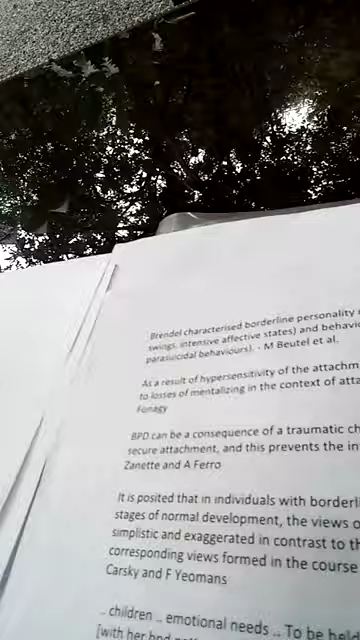 Brendel characterised borderline personality
swings, intensive affective states) and behavio
parasuicidal behaviours). - M Beutel et al.
As a result of hypersensitivity of the attachm
to losses of mentalizing in the context of atta
Fonagy
BPD can be a consequence of a traumatic ch
secure attachment, and this prevents the in
Zanette and A Ferro
It is posited that in individuals with borderli
stages of normal development, the views o
simplistic and exaggerated in contrast to th
corresponding views formed in the course
Carsky and F Yeomans
.. children .. emotional needs .. To be hel
[with her bpd